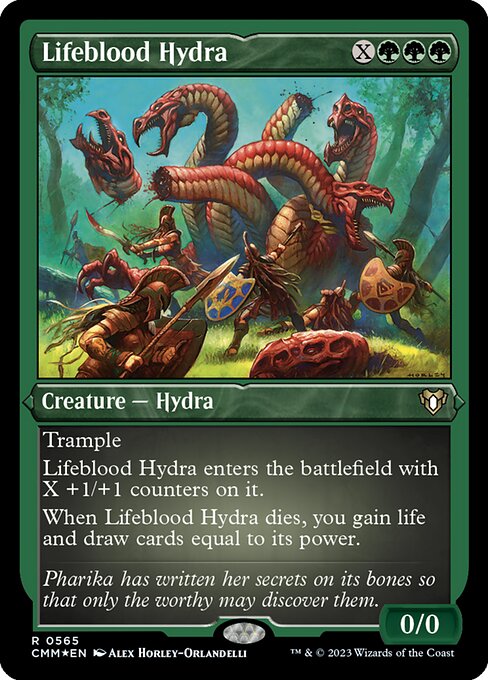 Lifeblood Hydra X
Creature — Hydra
Trample
Lifeblood Hydra enters the battlefield with
X +1/+1 counters on it.
When Lifeblood Hydra dies, you gain life
and draw cards equal to its power.
Pharika has written her secrets on its bones so
that only the worthy may discover them.
0/0
R 0565
CMM★EN Alex Horley-Orlandelli
™ & © 2023 Wizards of the Coast
HORLEY